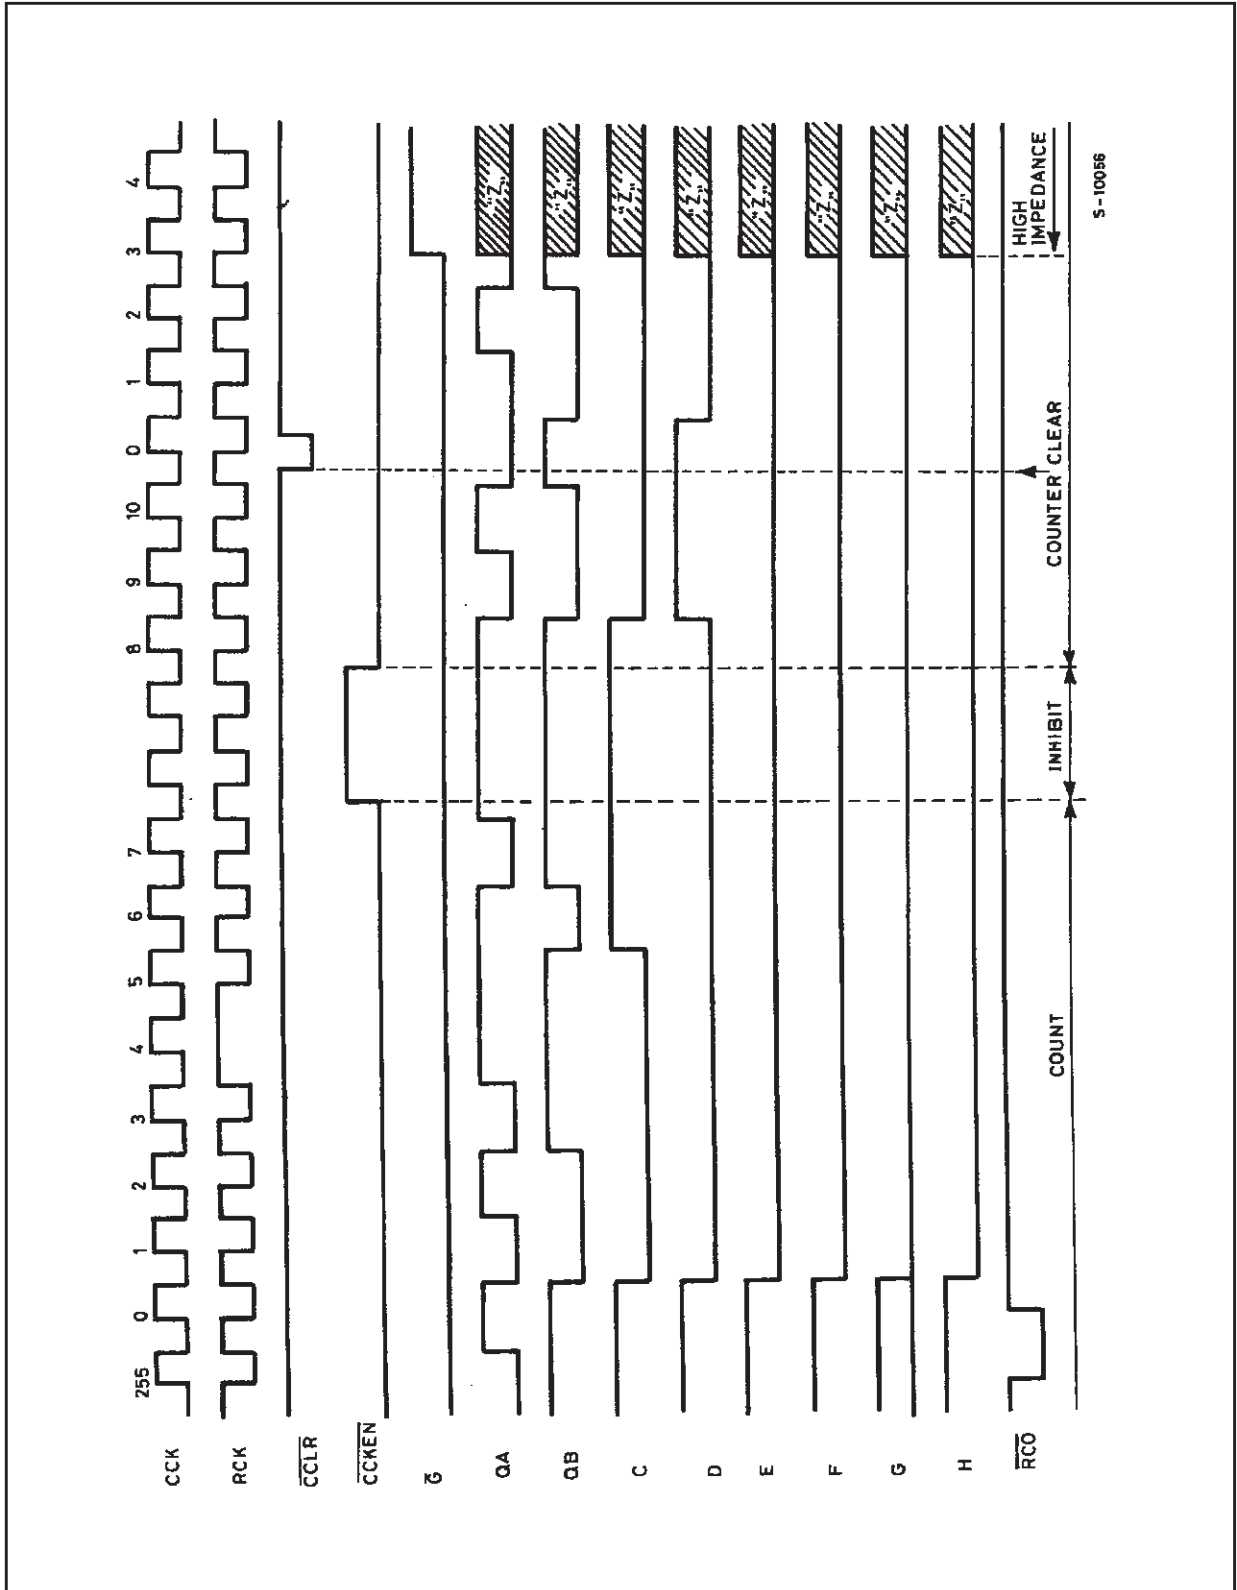 CCK
255 0 1 2 3 4 5 6 7 8 9 10 0 1 2 3 4
RCK
CCLR
CCKEN
G
QA
"Z"
QB
"Z"
C
"Z"
D
"Z"
E
"Z"
F
"Z"
G
"Z"
H
"Z"
RCO
COUNT
INHIBIT
COUNTER CLEAR
HIGH
IMPEDANCE
S-10056